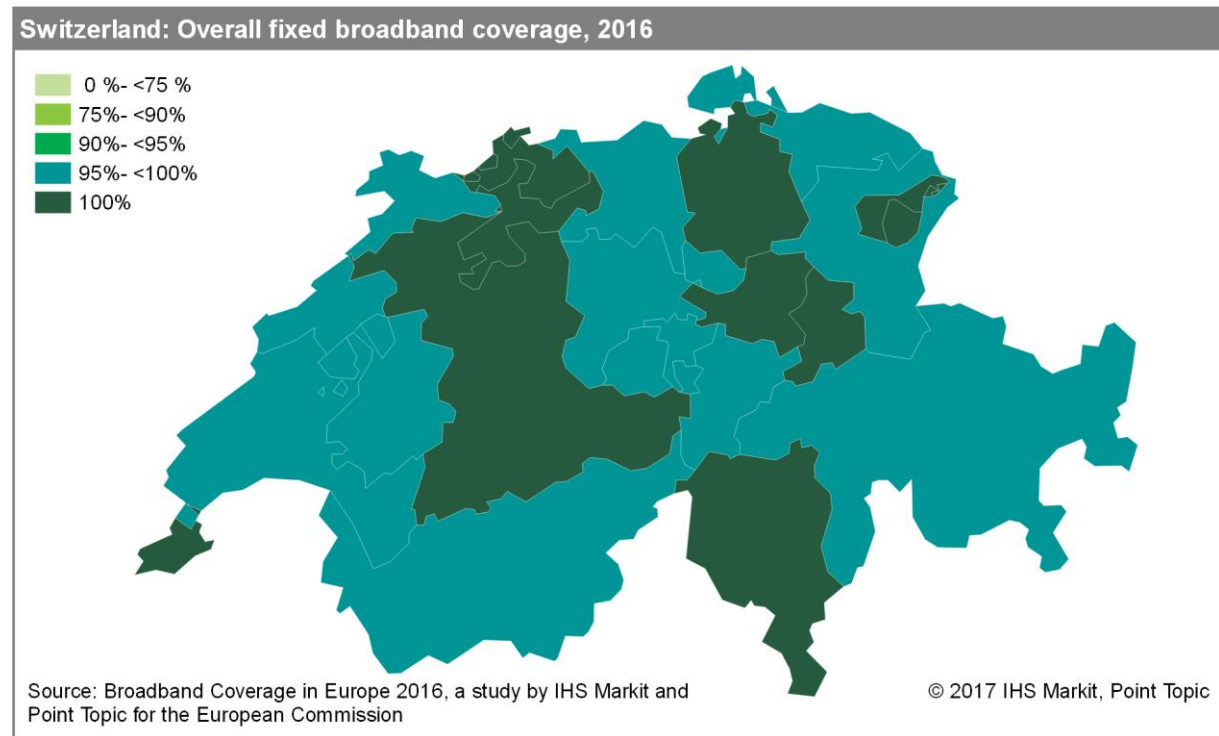 Switzerland: Overall fixed broadband coverage, 2016
0 %- <75 %
75%- <90%
90%- <95%
95%- <100%
100%
Source: Broadband Coverage in Europe 2016, a study by IHS Markit and
Point Topic for the European Commission
© 2017 IHS Markit, Point Topic